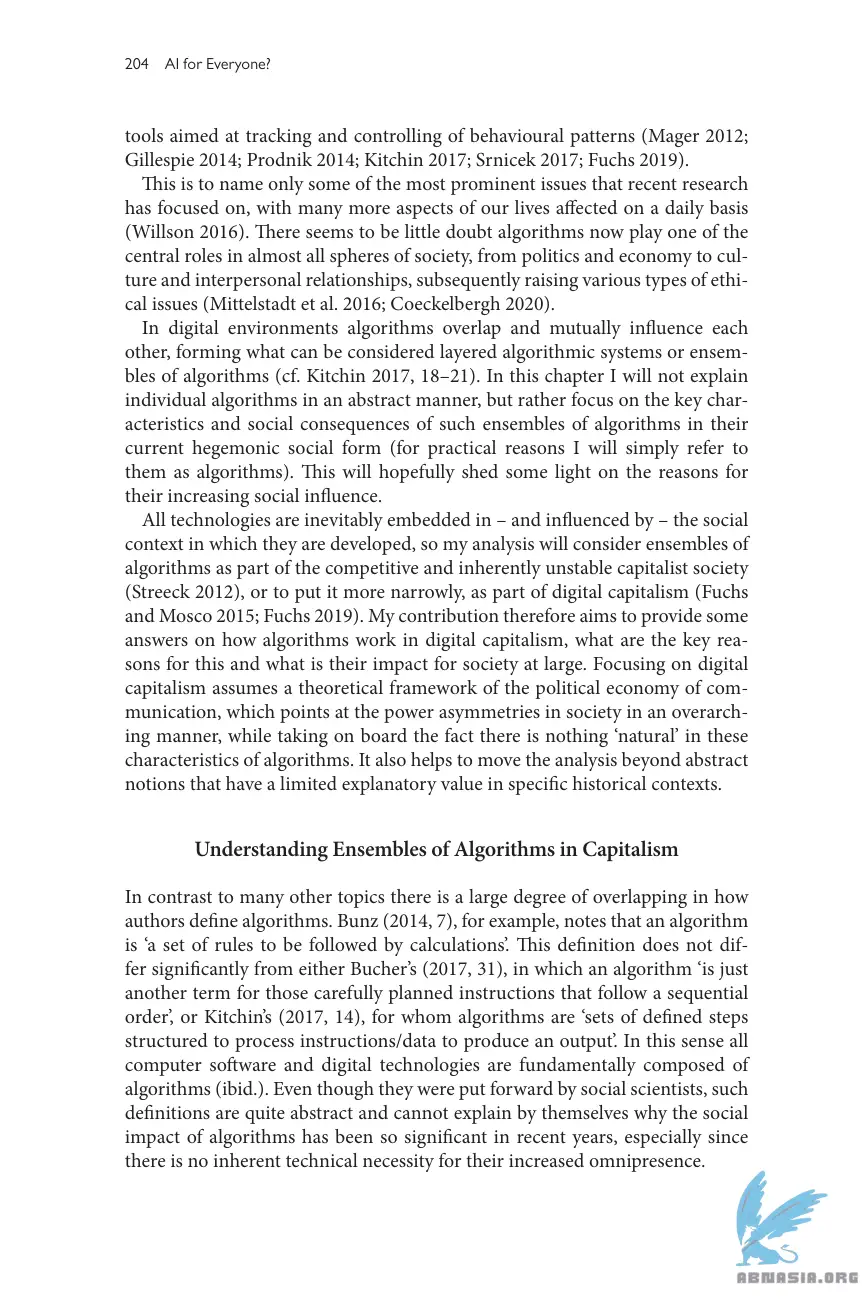 204 AI for Everyone?
tools aimed at tracking and controlling of behavioural patterns (Mager 2012;
Gillespie 2014; Prodnik 2014; Kitchin 2017; Srnicek 2017; Fuchs 2019).
This is to name only some of the most prominent issues that recent research
has focused on, with many more aspects of our lives affected on a daily basis
(Willson 2016). There seems to be little doubt algorithms now play one of the
central roles in almost all spheres of society, from politics and economy to cul-
ture and interpersonal relationships, subsequently raising various types of ethi-
cal issues (Mittelstadt et al. 2016; Coeckelbergh 2020).
In digital environments algorithms overlap and mutually influence each
other, forming what can be considered layered algorithmic systems or ensem-
bles of algorithms (cf. Kitchin 2017, 18–21). In this chapter I will not explain
individual algorithms in an abstract manner, but rather focus on the key char-
acteristics and social consequences of such ensembles of algorithms in their
current hegemonic social form (for practical reasons I will simply refer to
them as algorithms). This will hopefully shed some light on the reasons for
their increasing social influence.
All technologies are inevitably embedded in – and influenced by – the social
context in which they are developed, so my analysis will consider ensembles of
algorithms as part of the competitive and inherently unstable capitalist society
(Streeck 2012), or to put it more narrowly, as part of digital capitalism (Fuchs
and Mosco 2015; Fuchs 2019). My contribution therefore aims to provide some
answers on how algorithms work in digital capitalism, what are the key rea-
sons for this and what is their impact for society at large. Focusing on digital
capitalism assumes a theoretical framework of the political economy of com-
munication, which points at the power asymmetries in society in an overarch-
ing manner, while taking on board the fact there is nothing ‘natural’ in these
characteristics of algorithms. It also helps to move the analysis beyond abstract
notions that have a limited explanatory value in specific historical contexts.
Understanding Ensembles of Algorithms in Capitalism
In contrast to many other topics there is a large degree of overlapping in how
authors define algorithms. Bunz (2014, 7), for example, notes that an algorithm
is ‘a set of rules to be followed by calculations’. This definition does not dif-
fer significantly from either Bucher’s (2017, 31), in which an algorithm ‘is just
another term for those carefully planned instructions that follow a sequential
order’, or Kitchin’s (2017, 14), for whom algorithms are ‘sets of defined steps
structured to process instructions/data to produce an output’. In this sense all
computer software and digital technologies are fundamentally composed of
algorithms (ibid.). Even though they were put forward by social scientists, such
definitions are quite abstract and cannot explain by themselves why the social
impact of algorithms has been so significant in recent years, especially since
there is no inherent technical necessity for their increased omnipresence.
ABNASIA.ORG